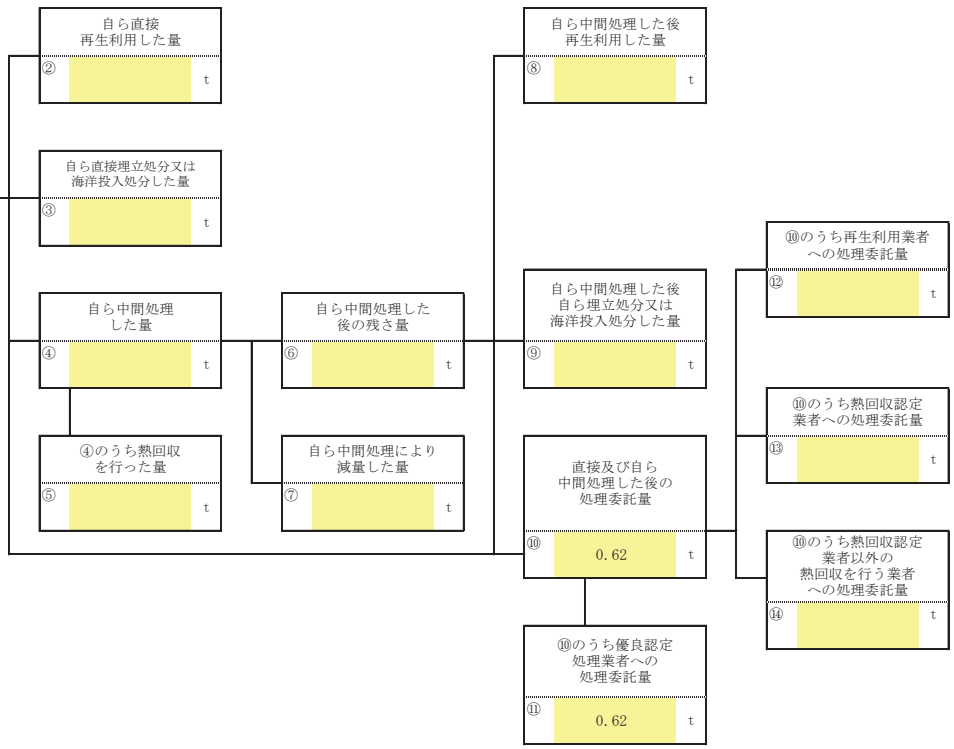 自ら直接
再生利用した量
②
t
自ら直接埋立処分又は
海洋投入処分した量
③
t
自ら中間処理
した量
④
t
④のうち熱回収
を行った量
⑤
t
自ら中間処理した
後の残さ量
⑥
t
自ら中間処理により
減量した量
⑦
t
自ら中間処理した後
再生利用した量
⑧
t
自ら中間処理した後
自ら埋立処分又は
海洋投入処分した量
⑨
t
直接及び自ら
中間処理した後の
処理委託量
⑩ 0.62 t
⑩のうち優良認定
処理業者への
処理委託量
⑪ 0.62 t
⑩のうち再生利用業者
への処理委託量
⑫
t
⑩のうち熱回収認定
業者への処理委託量
⑬
t
⑩のうち熱回収認定
業者以外の
熱回収を行う業者
への処理委託量
⑭
t